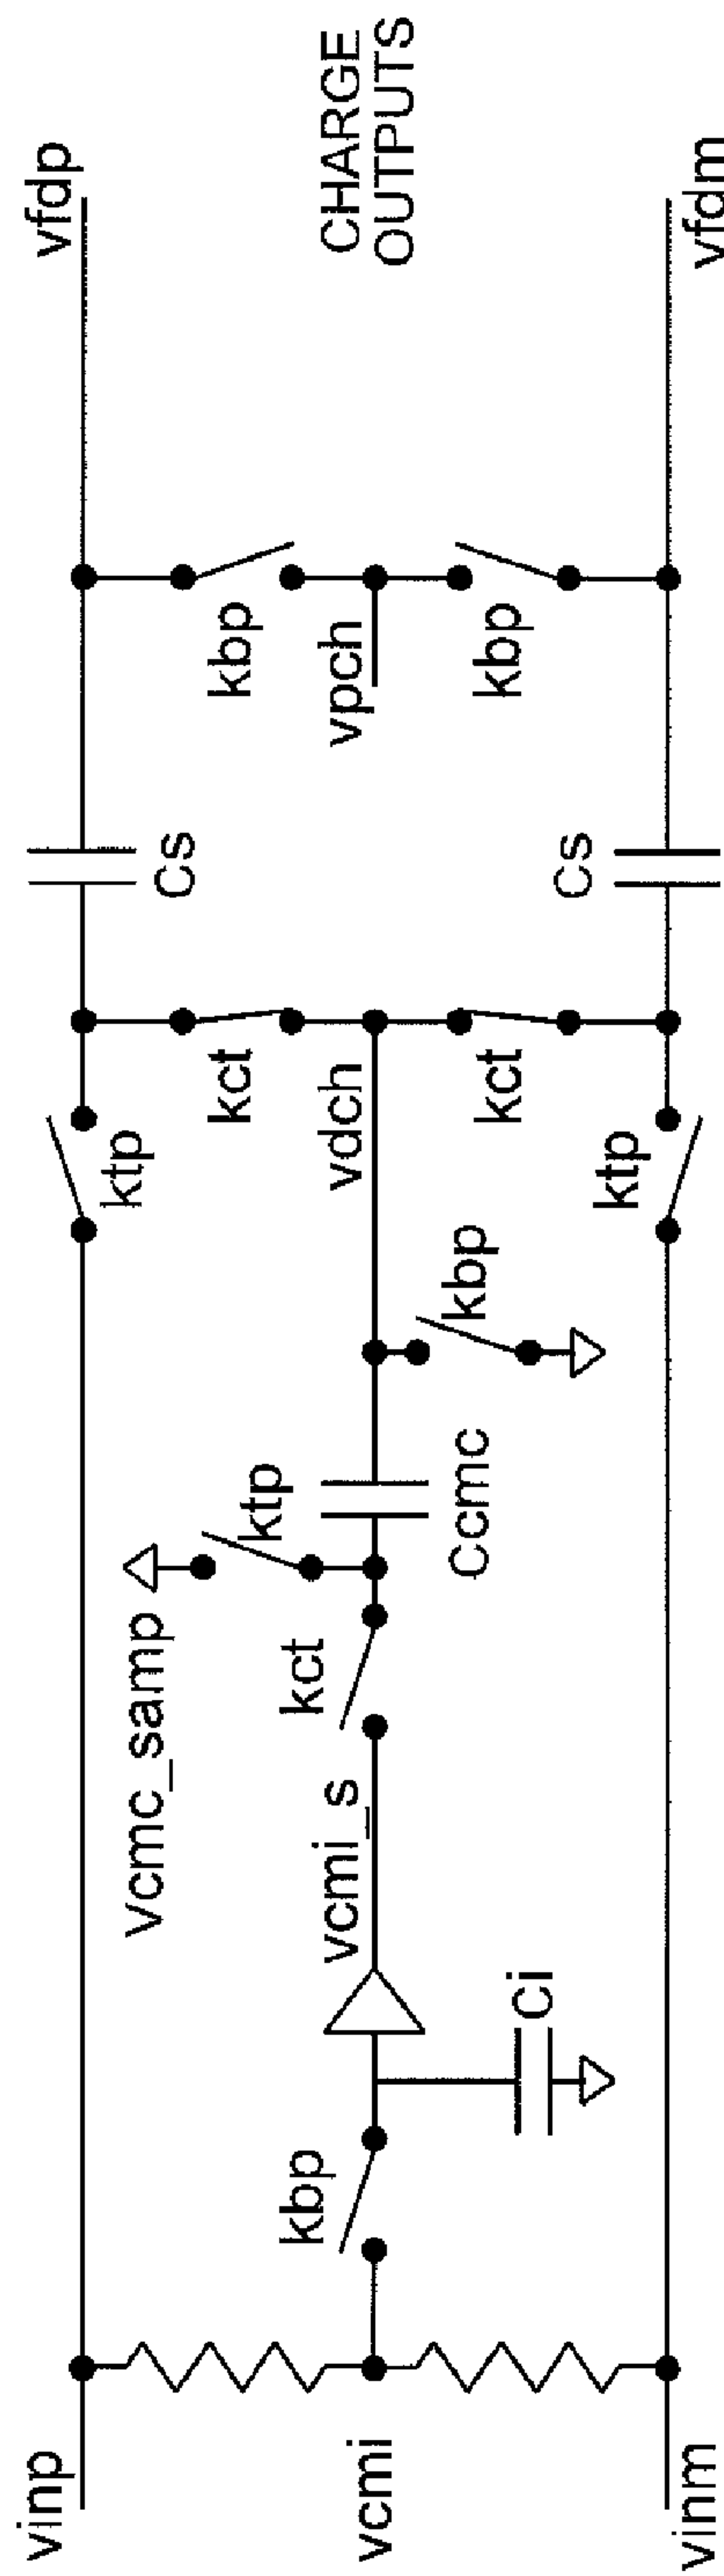 vinp
vcmi
vinm
kbp
Ci
vcmi_s
Vcmc_samp
kct
ktp
Ccmc
kbp
vdch
ktp
kct
kct
ktp
Cs
Cs
kbp
vpch
kbp
vfdp
vfdm
CHARGE
OUTPUTS